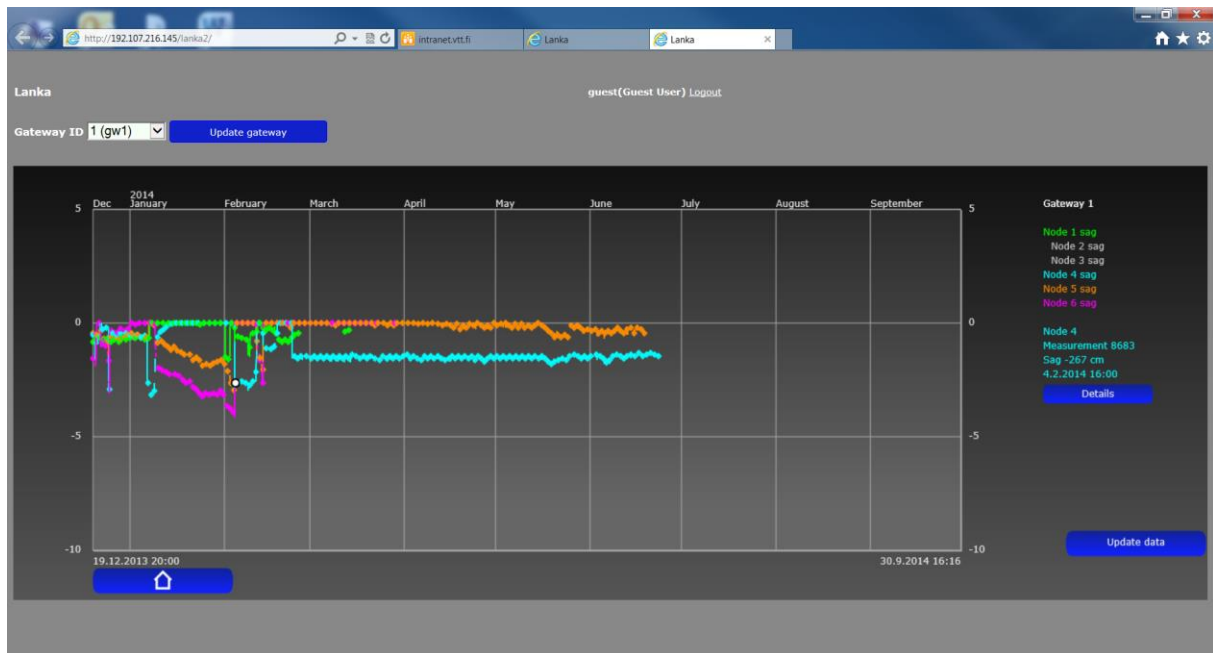 http://192.107.216.145/lanka2/
intranet.vtt.fi
Lanka
Lanka
Lanka
guest(Guest User) Logout
Gateway ID 1 (gw1) Update gateway
2014
Dec January February March April May June July August September
5 5
0 0
-5 -5
-10 -10
19.12.2013 20:00 30.9.2014 16:16
Gateway 1
Node 1 sag
Node 2 sag
Node 3 sag
Node 4 sag
Node 5 sag
Node 6 sag
Node 4
Measurement 8683
Sag -267 cm
4.2.2014 16:00
Details
Update data